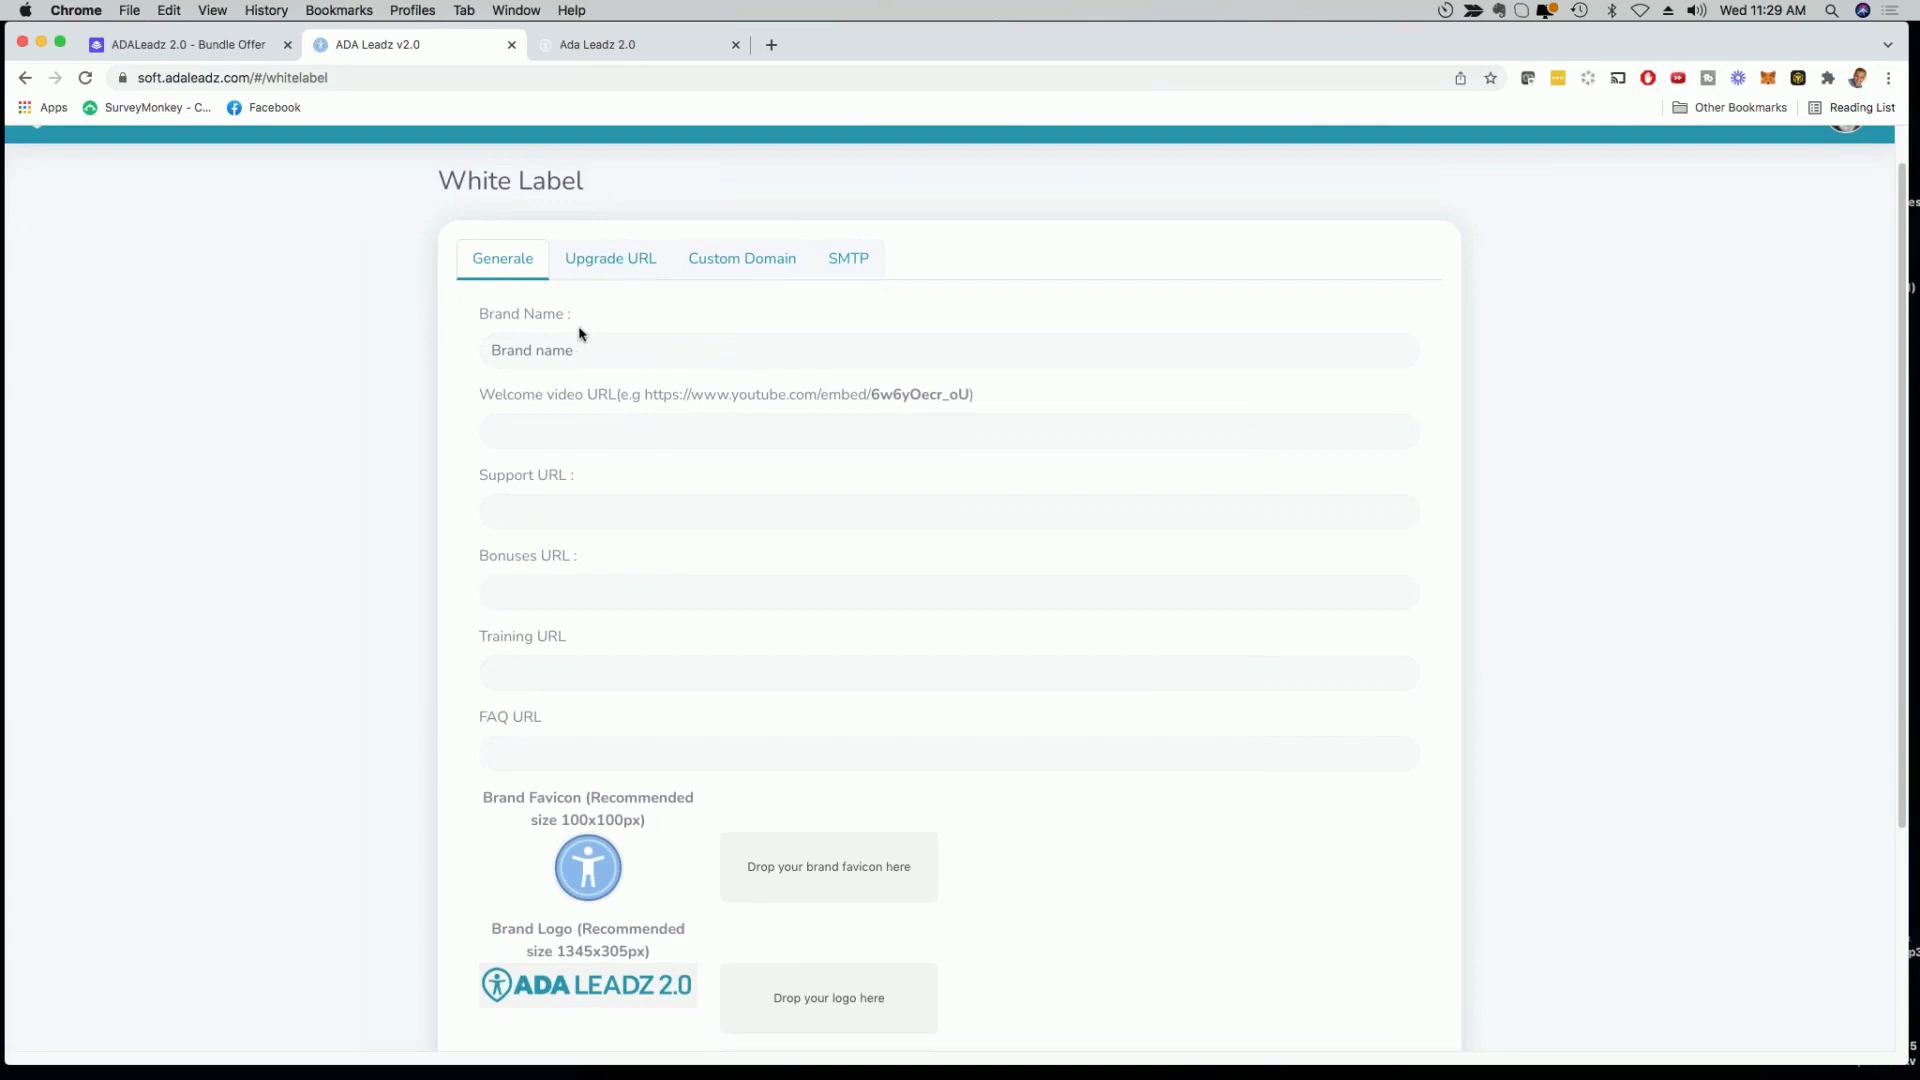 Chrome File Edit View History Bookmarks Profiles Tab Window Help Wed 11:29 AM
ADALeadz 2.0 - Bundle Offer ADA Leadz v2.0 Ada Leadz 2.0
soft.adaleadz.com/#/whitelabel
Apps SurveyMonkey - C... Facebook Other Bookmarks Reading List
White Label
Generale Upgrade URL Custom Domain SMTP
Brand Name :
Brand name
Welcome video URL(e.g https://www.youtube.com/embed/6w6yOecr_oU)
Support URL :
Bonuses URL :
Training URL
FAQ URL
Brand Favicon (Recommended
size 100x100px)
Drop your brand favicon here
Brand Logo (Recommended
size 1345x305px)
ADA LEADZ 2.0
Drop your logo here